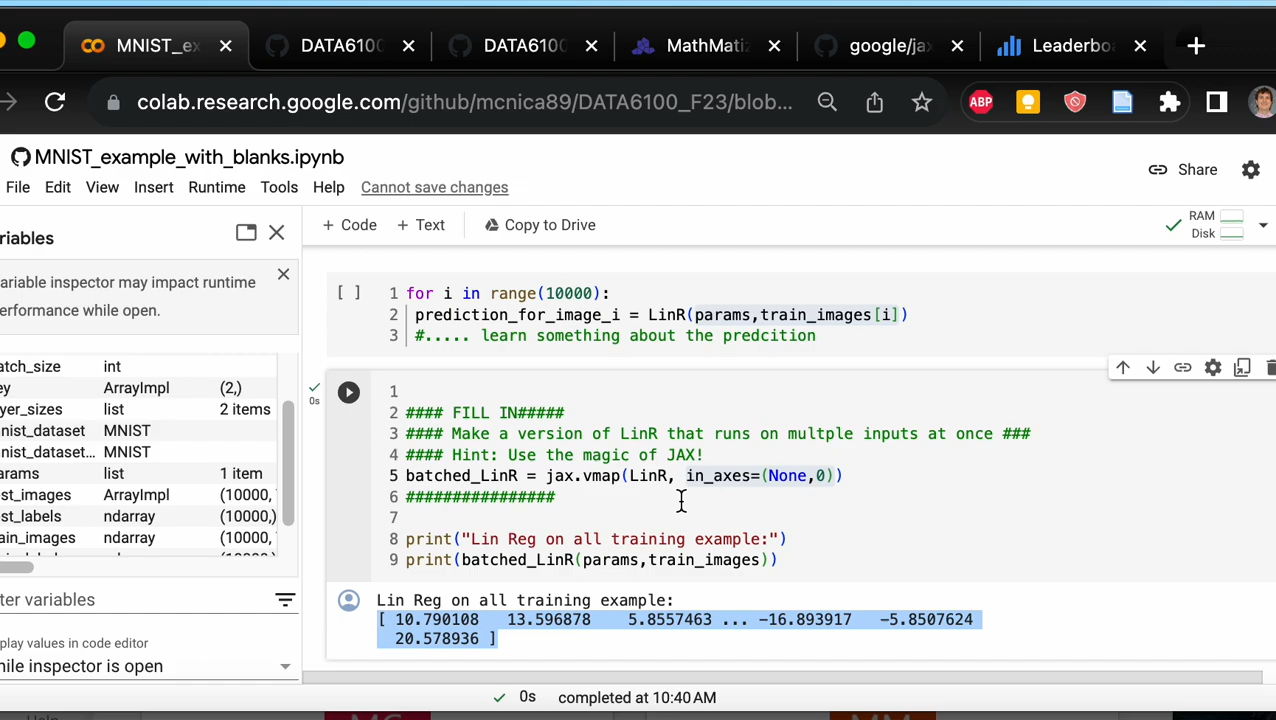 MNIST_ex
DATA6100
DATA6100
MathMati
google/jax
Leaderbo
colab.research.google.com/github/mcnica89/DATA6100_F23/blob...
ABP
MNIST_example_with_blanks.ipynb
Share
File Edit View Insert Runtime Tools Help Cannot save changes
+ Code + Text Copy to Drive
RAM
Disk
riables
ariable inspector may impact runtime
erformance while open.
atch_size int
ey ArrayImpl (2,)
yer_sizes list 2 items
nist_dataset MNIST
nist_dataset... MNIST
arams list 1 item
est_images ArrayImpl (10000,
est_labels ndarray (10000,)
ain_images ndarray (10000,
ter variables
play values in code editor
hile inspector is open
[ ]
1 for i in range(10000):
2 prediction_for_image_i = LinR(params,train_images[i])
3 #..... learn something about the predcition
0s
1
2 #### FILL IN#####
3 #### Make a version of LinR that runs on multple inputs at once ###
4 #### Hint: Use the magic of JAX!
5 batched_LinR = jax.vmap(LinR, in_axes=(None,0))
6 ################
7
8 print("Lin Reg on all training example:")
9 print(batched_LinR(params,train_images))
Lin Reg on all training example:
[ 10.790108 13.596878 5.8557463 ... -16.893917 -5.8507624
20.578936 ]
0s completed at 10:40 AM